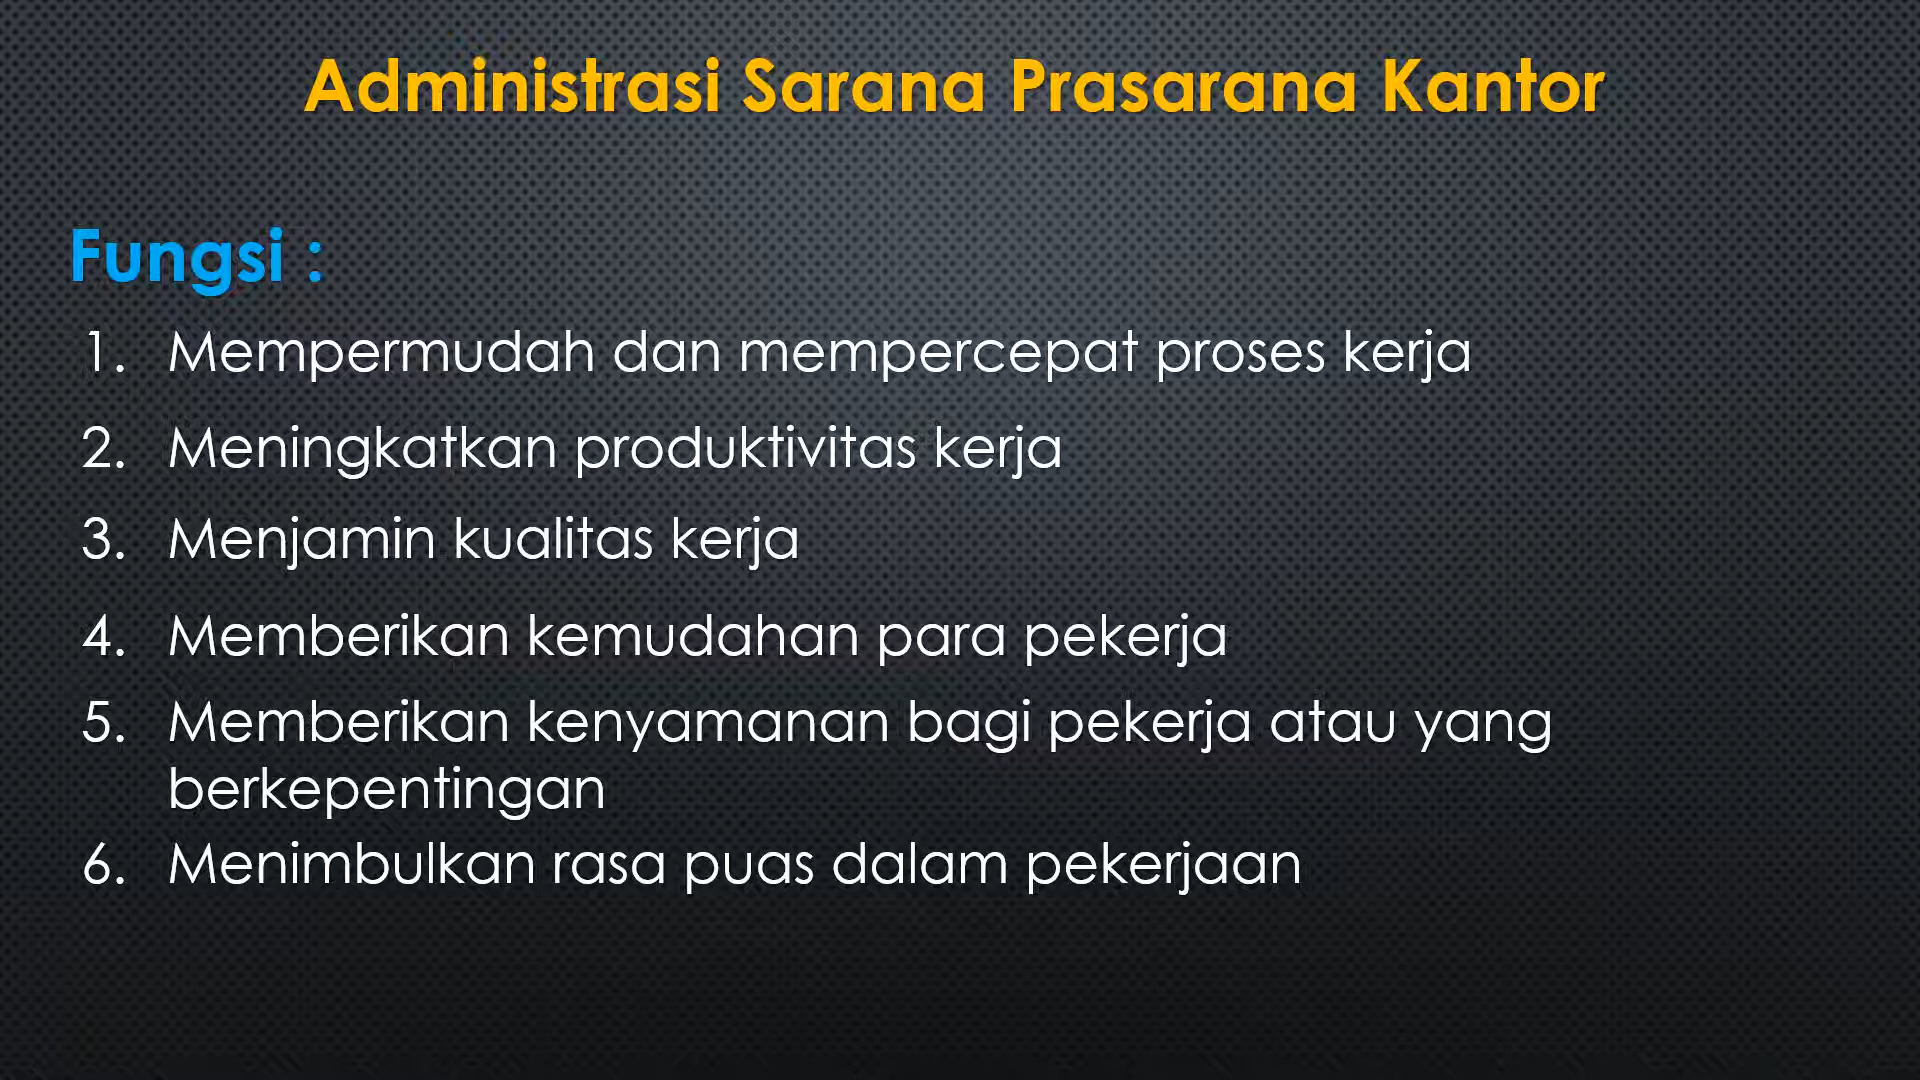 Administrasi Sarana Prasarana Kantor
Fungsi :
1. Mempermudah dan mempercepat proses kerja
2. Meningkatkan produktivitas kerja
3. Menjamin kualitas kerja
4. Memberikan kemudahan para pekerja
5. Memberikan kenyamanan bagi pekerja atau yang
berkepentingan
6. Menimbulkan rasa puas dalam pekerjaan